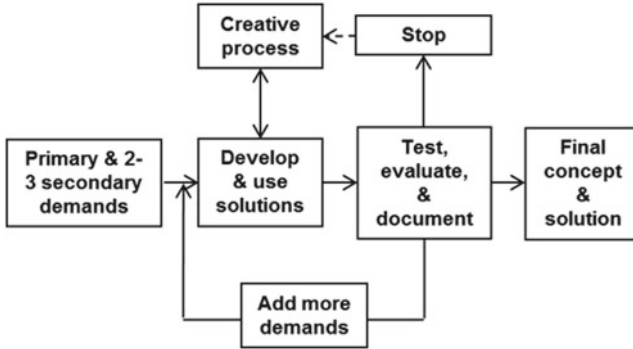 Creative
process
Stop
Primary & 2-
3 secondary
demands
Develop
& use
solutions
Test,
evaluate,
&
document
Final
concept
&
solution
Add more
demands